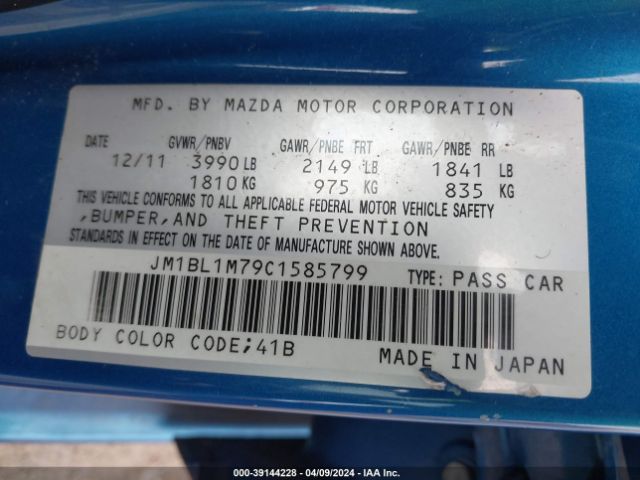 MFD. BY MAZDA MOTOR CORPORATION
DATE GVWR/PNBV GAWR/PNBE FRT GAWR/PNBE RR
12/11 3990 LB 2149 LB 1841 LB
1810 KG 975 KG 835 KG
THIS VEHICLE CONFORMS TO ALL APPLICABLE FEDERAL MOTOR VEHICLE SAFETY
,BUMPER,AND THEFT PREVENTION
STANDARDS IN EFFECT ON THE DATE OF MANUFACTURE SHOWN ABOVE.
JM1BL1M79C1585799 TYPE: PASS CAR
BODY COLOR CODE;41B MADE IN JAPAN
000-39144228 - 04/09/2024 - IAA Inc.